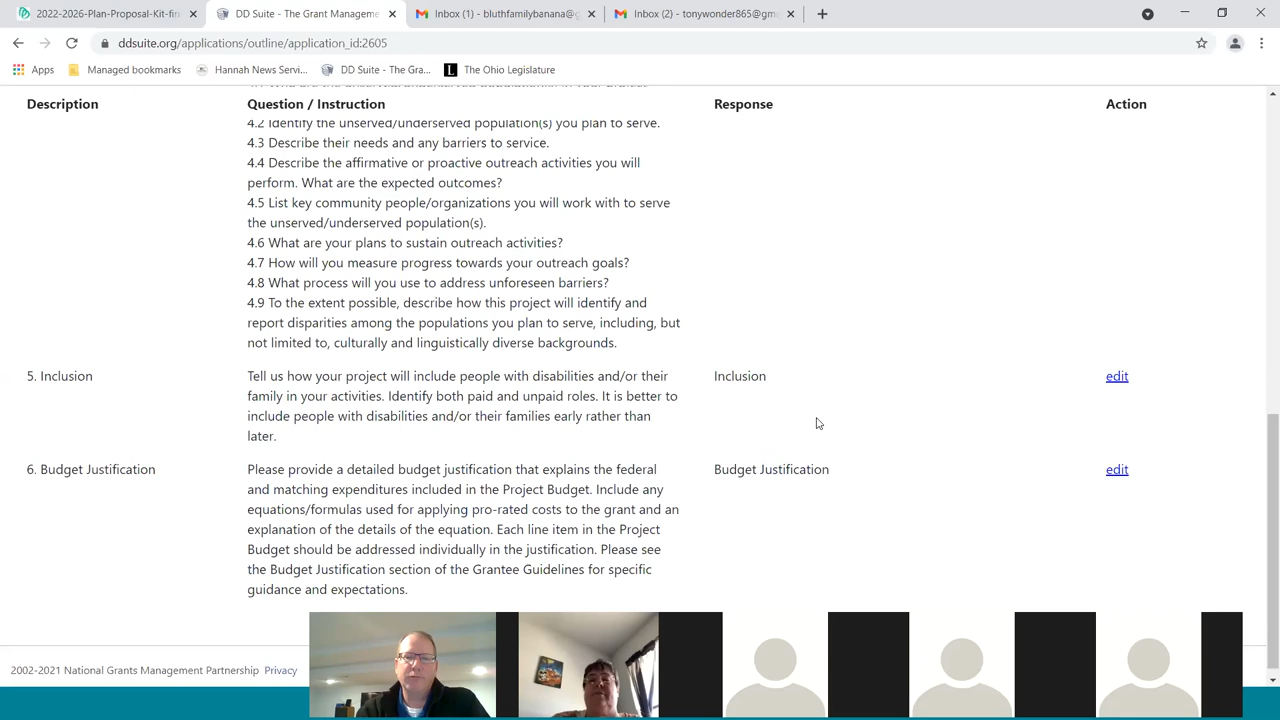 2022-2026-Plan-Proposal-Kit-fin
DD Suite - The Grant Manageme
Inbox (1) - bluthfamilybanana@g
Inbox (2) - tonywonder865@gm
ddsuite.org/applications/outline/application_id:2605
Apps
Managed bookmarks
Hannah News Servi...
DD Suite - The Gra...
The Ohio Legislature
Description Question / Instruction Response Action
4.2 Identify the unserved/underserved population(s) you plan to serve.
4.3 Describe their needs and any barriers to service.
4.4 Describe the affirmative or proactive outreach activities you will
perform. What are the expected outcomes?
4.5 List key community people/organizations you will work with to serve
the unserved/underserved population(s).
4.6 What are your plans to sustain outreach activities?
4.7 How will you measure progress towards your outreach goals?
4.8 What process will you use to address unforeseen barriers?
4.9 To the extent possible, describe how this project will identify and
report disparities among the populations you plan to serve, including, but
not limited to, culturally and linguistically diverse backgrounds.
5. Inclusion
Tell us how your project will include people with disabilities and/or their
family in your activities. Identify both paid and unpaid roles. It is better to
include people with disabilities and/or their families early rather than
later.
Inclusion
edit
6. Budget Justification
Please provide a detailed budget justification that explains the federal
and matching expenditures included in the Project Budget. Include any
equations/formulas used for applying pro-rated costs to the grant and an
explanation of the details of the equation. Each line item in the Project
Budget should be addressed individually in the justification. Please see
the Budget Justification section of the Grantee Guidelines for specific
guidance and expectations.
Budget Justification
edit
2002-2021 National Grants Management Partnership Privacy